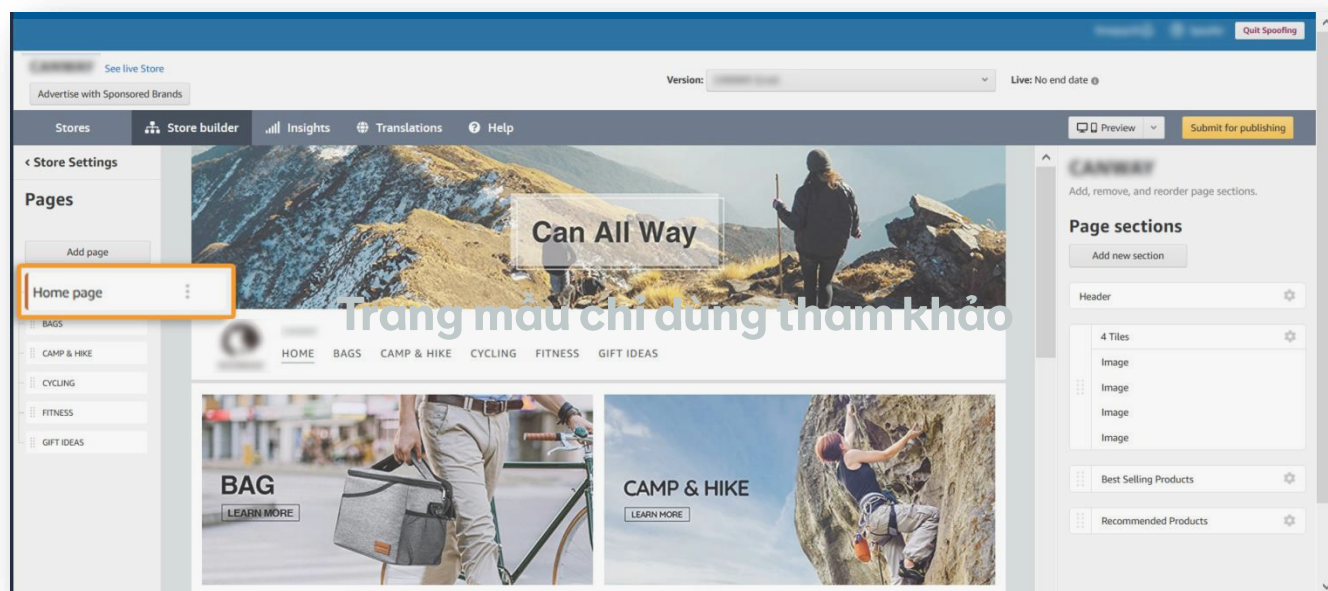 Quit Spoofing
See live Store
Advertise with Sponsored Brands
Version:
Live: No end date
Stores
Store builder
Insights
Translations
Help
Preview
Submit for publishing
< Store Settings
Pages
Add page
Home page
BAGS
CAMP & HIKE
CYCLING
FITNESS
GIFT IDEAS
Can All Way
Trang mẫu chỉ dùng tham khảo
HOME BAGS CAMP & HIKE CYCLING FITNESS GIFT IDEAS
BAG
LEARN MORE
CAMP & HIKE
LEARN MORE
CANWAY
Add, remove, and reorder page sections.
Page sections
Add new section
Header
4 Tiles
Image
Image
Image
Image
Best Selling Products
Recommended Products